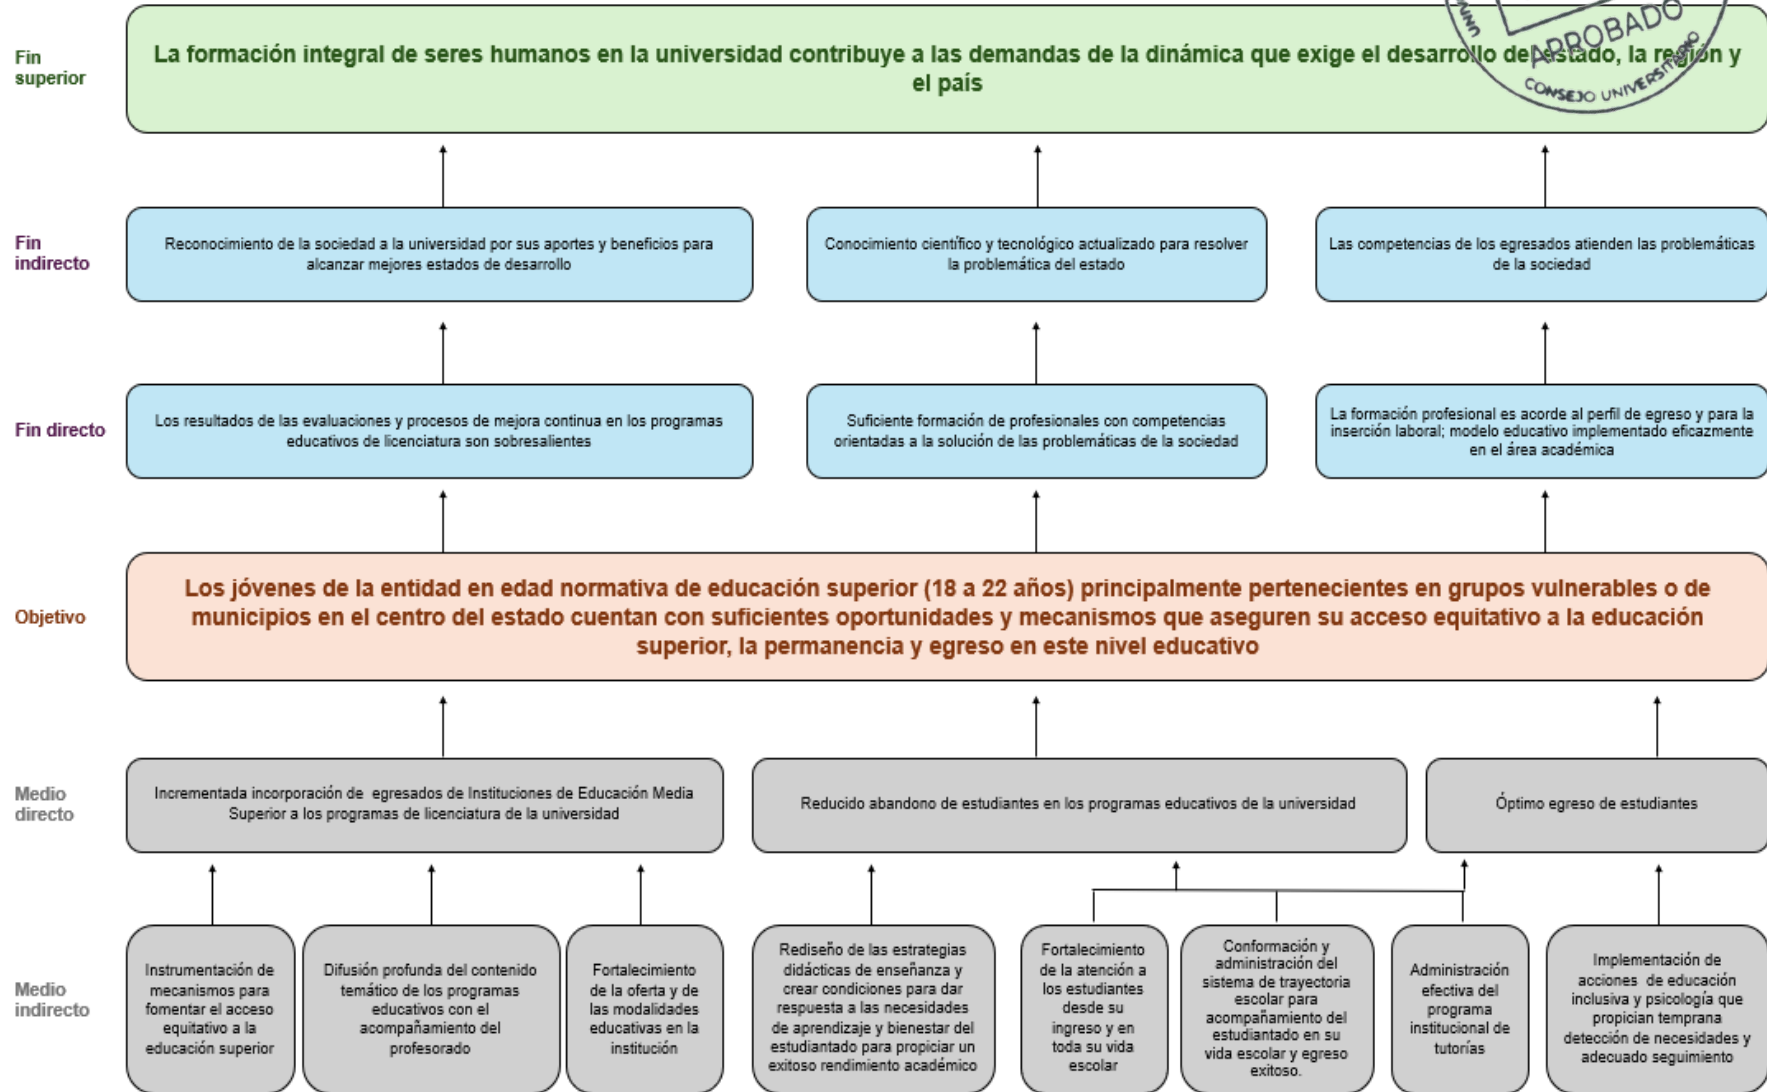 Fin
superior
La formación integral de seres humanos en la universidad contribuye a las demandas de la dinámica que exige el desarrollo de estado, la región y
el país
APROBADO
CONSEJO UNIVERSITARIO
Fin
indirecto
Reconocimiento de la sociedad a la universidad por sus aportes y beneficios para
alcanzar mejores estados de desarrollo
Conocimiento científico y tecnológico actualizado para resolver
la problemática del estado
Las competencias de los egresados atienden las problemáticas
de la sociedad
Fin directo
Los resultados de las evaluaciones y procesos de mejora continua en los programas
educativos de licenciatura son sobresalientes
Suficiente formación de profesionales con competencias
orientadas a la solución de las problemáticas de la sociedad
La formación profesional es acorde al perfil de egreso y para la
inserción laboral; modelo educativo implementado eficazmente
en el área académica
Objetivo
Los jóvenes de la entidad en edad normativa de educación superior (18 a 22 años) principalmente pertenecientes en grupos vulnerables o de
municipios en el centro del estado cuentan con suficientes oportunidades y mecanismos que aseguren su acceso equitativo a la educación
superior, la permanencia y egreso en este nivel educativo
Medio
directo
Incrementada incorporación de egresados de Instituciones de Educación Media
Superior a los programas de licenciatura de la universidad
Reducido abandono de estudiantes en los programas educativos de la universidad
Óptimo egreso de estudiantes
Medio
indirecto
Instrumentación de
mecanismos para
fomentar el acceso
equitativo a la
educación superior
Difusión profunda del contenido
temático de los programas
educativos con el
acompañamiento del
profesorado
Fortalecimiento
de la oferta y de
las modalidades
educativas en la
institución
Rediseño de las estrategias
didácticas de enseñanza y
crear condiciones para dar
respuesta a las necesidades
de aprendizaje y bienestar del
estudiantado para propiciar un
exitoso rendimiento académico
Fortalecimiento
de la atención a
los estudiantes
desde su
ingreso y en
toda su vida
escolar
Conformación y
administración del
sistema de trayectoria
escolar para
acompañamiento del
estudiantado en su
vida escolar y egreso
exitoso.
Administración
efectiva del
programa
institucional de
tutorías
Implementación de
acciones de educación
inclusiva y psicología que
propician temprana
detección de necesidades y
adecuado seguimiento